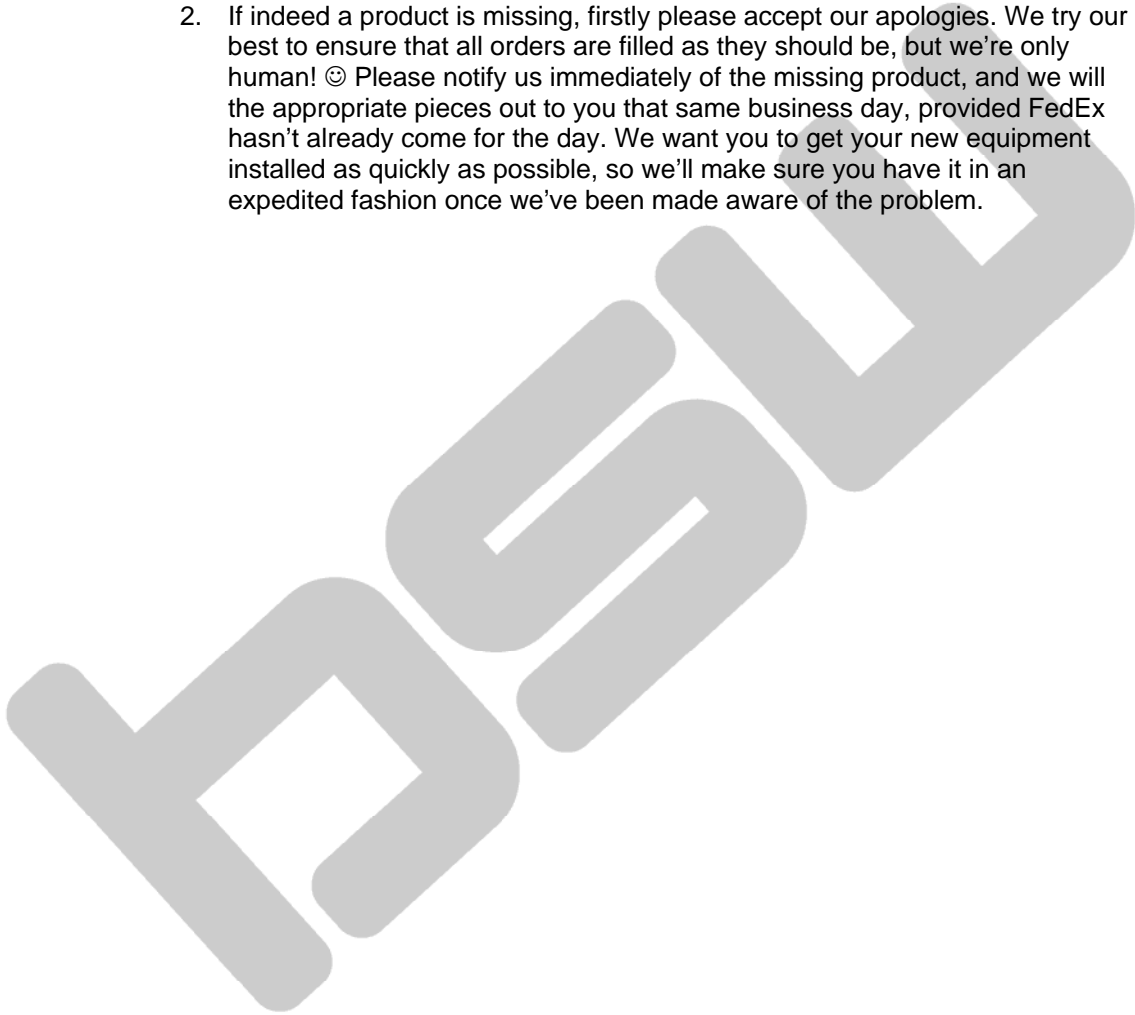 2. If indeed a product is missing, firstly please accept our apologies. We try our
best to ensure that all orders are filled as they should be, but we’re only
human! ☺ Please notify us immediately of the missing product, and we will
the appropriate pieces out to you that same business day, provided FedEx
hasn’t already come for the day. We want you to get your new equipment
installed as quickly as possible, so we’ll make sure you have it in an
expedited fashion once we’ve been made aware of the problem.
bsw